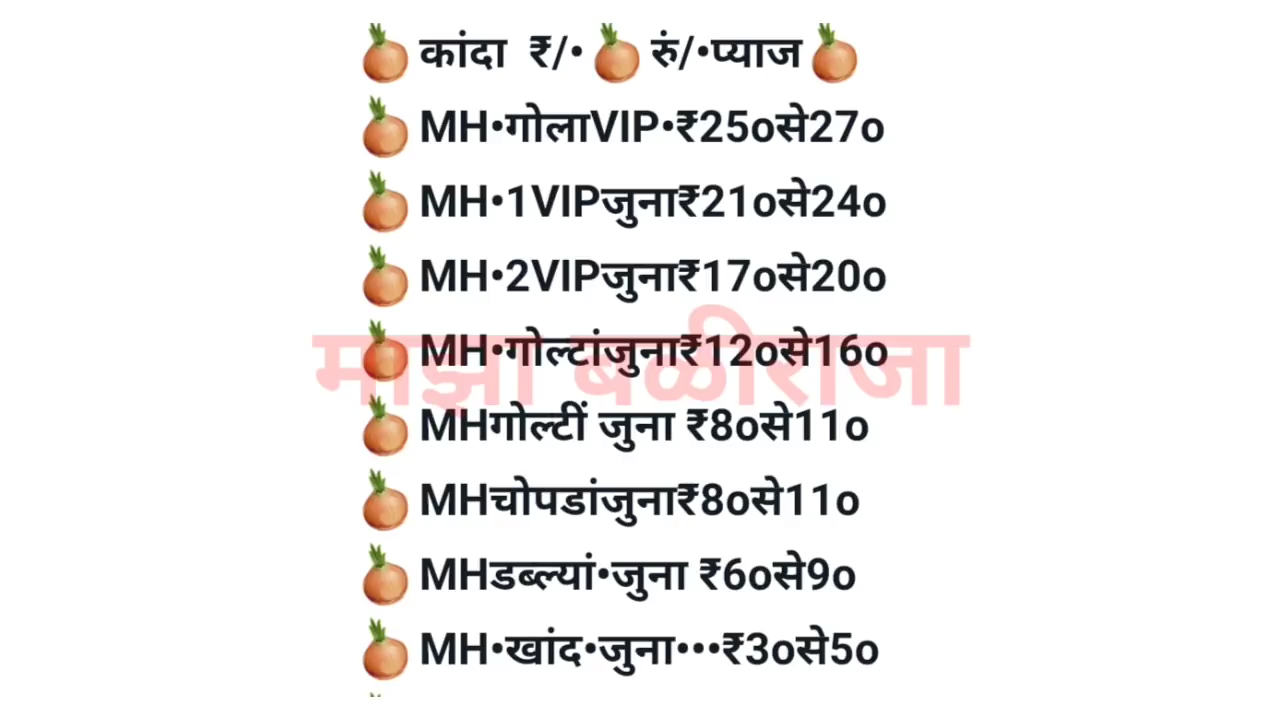 कांदा ₹/• रुं/•प्याज
MH•गोलाVIP•₹25oसे27o
MH•1VIPजुना₹21oसे24o
MH•2VIPजुना₹17oसे20o
MH•गोल्टांजुना₹12oसे16o
माझा बळीराजा
MHगोल्टीं जुना ₹8oसे11o
MHचोपडांजुना₹8oसे11o
MHडब्ल्यां•जुना ₹6oसे9o
MH•खांद•जुना•••₹3oसे5o